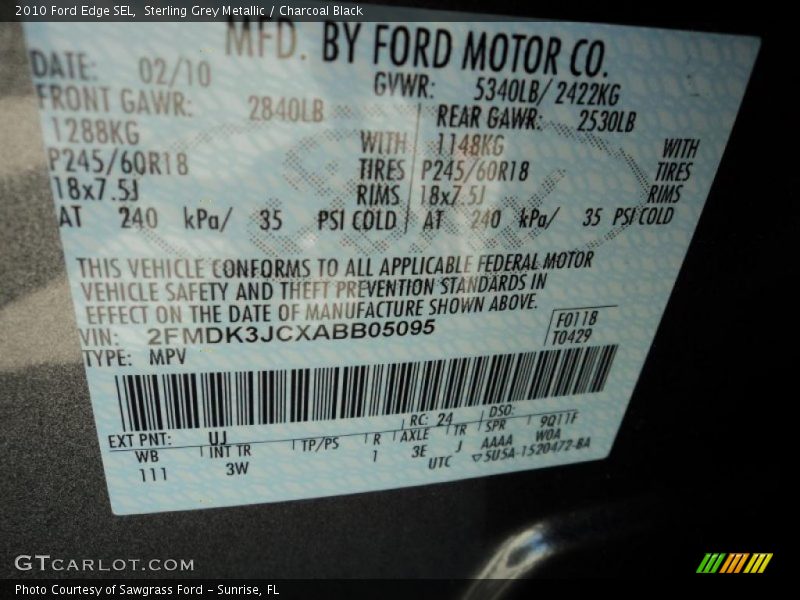 2010 Ford Edge SEL, Sterling Grey Metallic / Charcoal Black
MFD. BY FORD MOTOR CO.
DATE: 02/10 GVWR: 5340LB/ 2422KG
FRONT GAWR: 2840LB REAR GAWR: 2530LB
1288KG WITH 1148KG WITH
P245/60R18 TIRES P245/60R18 TIRES
18x7.5J RIMS 18x7.5J RIMS
AT 240 kPa/ 35 PSI COLD AT 240 kPa/ 35 PSI COLD
THIS VEHICLE CONFORMS TO ALL APPLICABLE FEDERAL MOTOR
VEHICLE SAFETY AND THEFT PREVENTION STANDARDS IN
EFFECT ON THE DATE OF MANUFACTURE SHOWN ABOVE.
VIN: 2FMDK3JCXABB05095 F0118
TYPE: MPV T0429
EXT PNT: UJ RC: 24 DSO: 9Q11F
WB INT TR TP/PS R AXLE TR SPR W0A
111 3W 1 3E J AAAA
UTC ▽5U5A-1520472-BA
GTCARLOT.COM
Photo Courtesy of Sawgrass Ford - Sunrise, FL